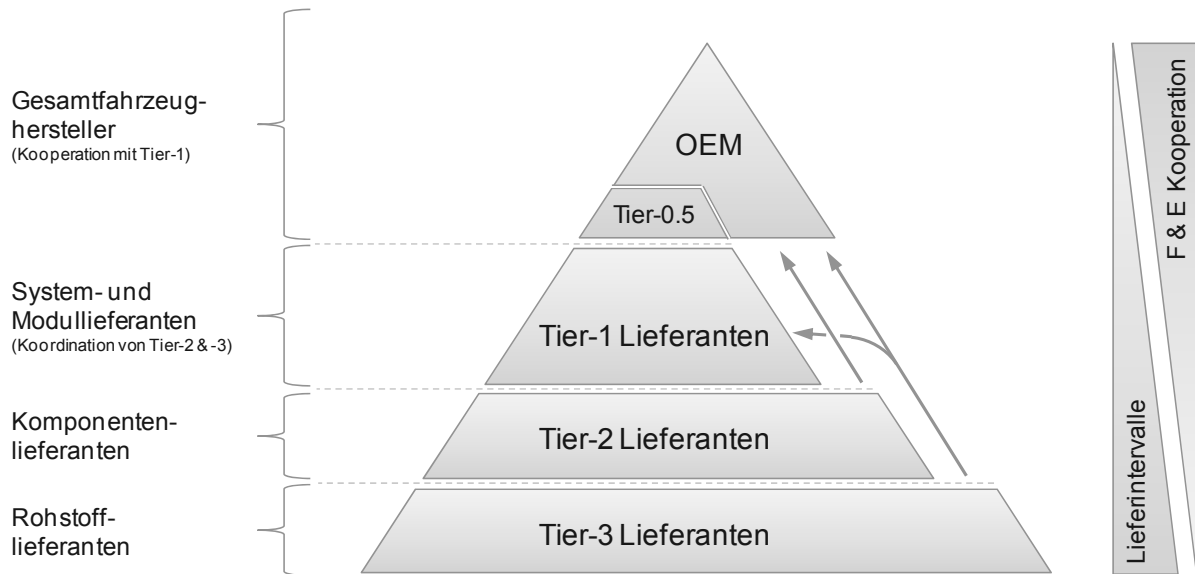 Gesamtfahrzeug-
hersteller
(Kooperation mit Tier-1)
System- und
Modullieferanten
(Koordination von Tier-2 & -3)
Komponenten-
lieferanten
Rohstoff-
lieferanten
OEM
Tier-0.5
Tier-1 Lieferanten
Tier-2 Lieferanten
Tier-3 Lieferanten
Lieferintervalle
F & E Kooperation